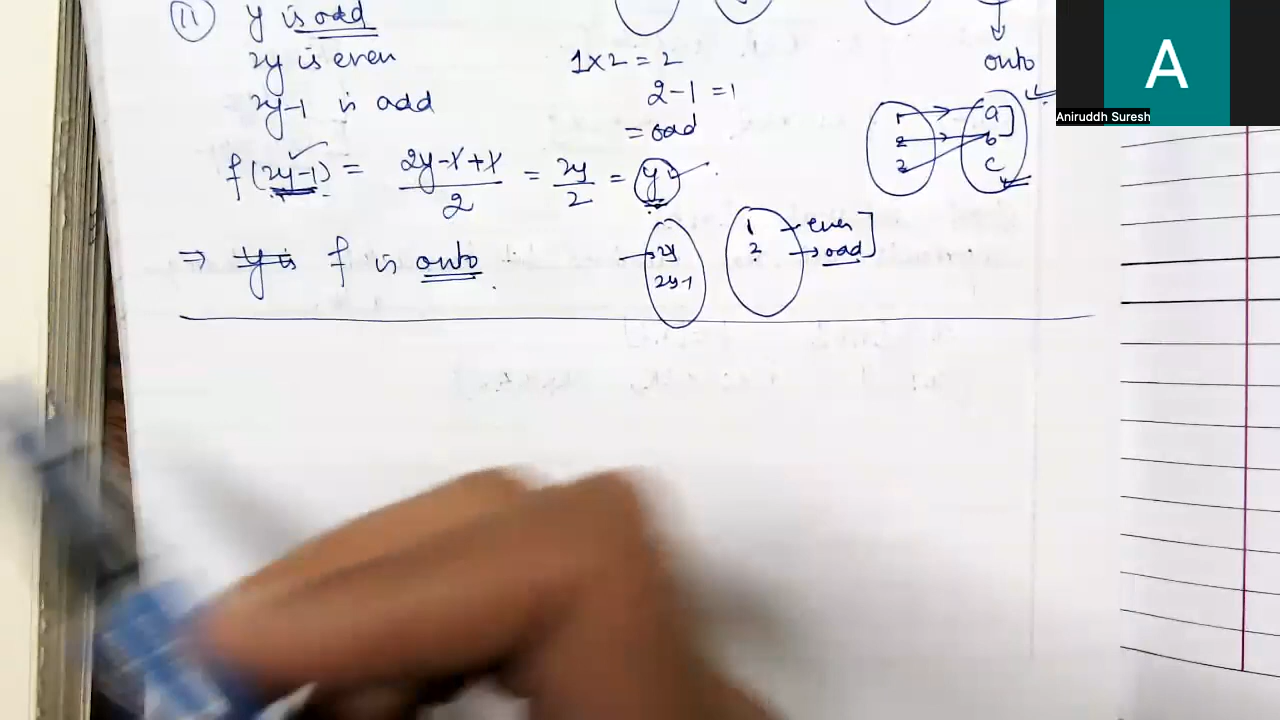 (11) y is odd
2y is even
2y-1 is odd
f(2y-1) = 2y-1+1/2 = 2y/2 = y
⇒ y is f is onto
1×2 = 2
2-1 = 1
= odd
2y
2y-1
1 → even
2 → odd
onto
1 a
2 b
3 c
A
Aniruddh Suresh